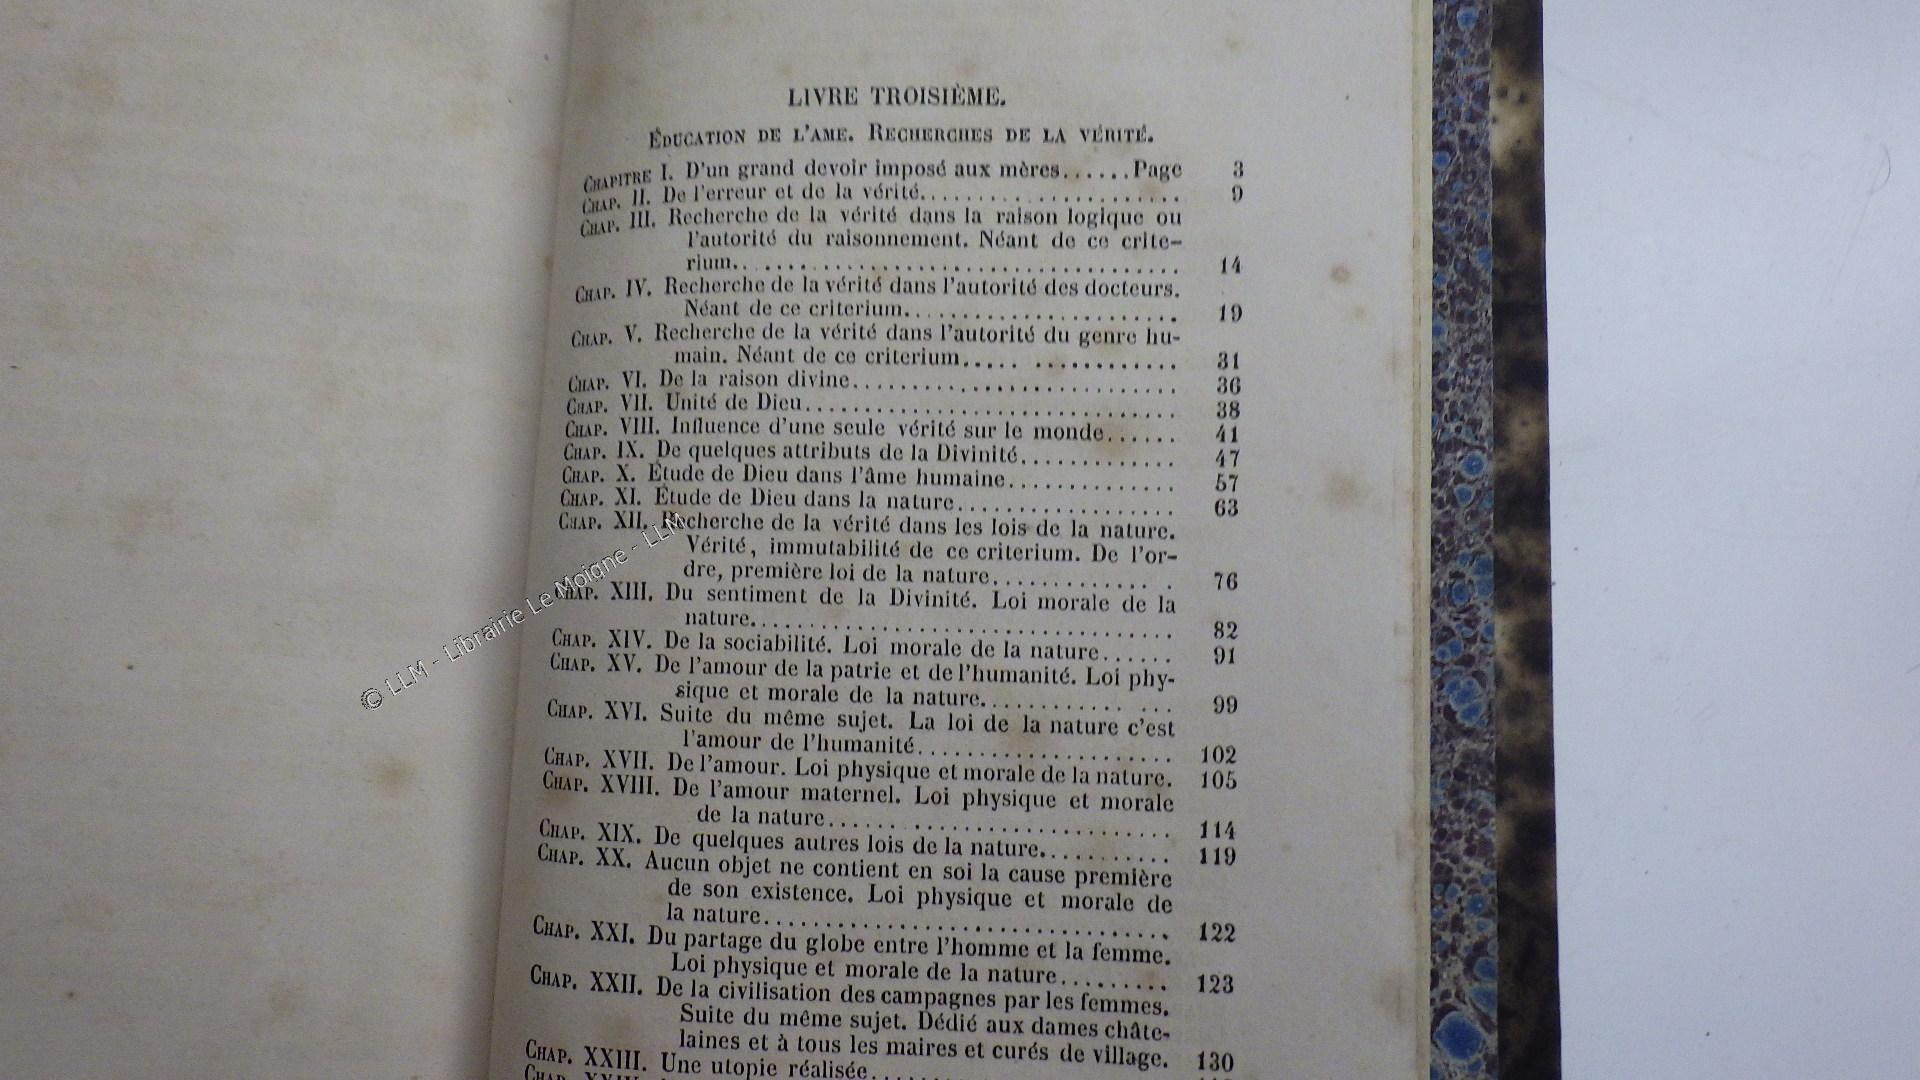 LIVRE TROISIÈME.
ÉDUCATION DE L'AME. RECHERCHES DE LA VÉRITÉ.
CHAPITRE I. D'un grand devoir imposé aux mères......Page 3
CHAP. II. De l'erreur et de la vérité....................... 9
CHAP. III. Recherche de la vérité dans la raison logique ou
l'autorité du raisonnement. Néant de ce crite-
rium...................................... 14
CHAP. IV. Recherche de la vérité dans l'autorité des docteurs.
Néant de ce criterium........................ 19
CHAP. V. Recherche de la vérité dans l'autorité du genre hu-
main. Néant de ce criterium..... ............ 31
CHAP. VI. De la raison divine............................ 36
CHAP. VII. Unité de Dieu................................ 38
CHAP. VIII. Influence d'une seule vérité sur le monde...... 41
CHAP. IX. De quelques attributs de la Divinité............. 47
CHAP. X. Étude de Dieu dans l'âme humaine.............. 57
CHAP. XI. Étude de Dieu dans la nature................... 63
CHAP. XII. Recherche de la vérité dans les lois de la nature.
Vérité, immutabilité de ce criterium. De l'or-
dre, première loi de la nature.............. . 76
CHAP. XIII. Du sentiment de la Divinité. Loi morale de la
nature.................................... 82
CHAP. XIV. De la sociabilité. Loi morale de la nature...... 91
CHAP. XV. De l'amour de la patrie et de l'humanité. Loi phy-
sique et morale de la nature............. ... 99
CHAP. XVI. Suite du même sujet. La loi de la nature c'est
l'amour de l'humanité...................... 102
CHAP. XVII. De l'amour. Loi physique et morale de la nature. 105
CHAP. XVIII. De l'amour maternel. Loi physique et morale
de la nature.............................. 114
CHAP. XIX. De quelques autres lois de la nature........... 119
CHAP. XX. Aucun objet ne contient en soi la cause première
de son existence. Loi physique et morale de
la nature................................. 122
CHAP. XXI. Du partage du globe entre l'homme et la femme.
Loi physique et morale de la nature......... 123
CHAP. XXII. De la civilisation des campagnes par les femmes.
Suite du même sujet. Dédié aux dames châte-
laines et à tous les maires et curés de village. 130
CHAP. XXIII. Une utopie réalisée.........
© LLM - Librairie Le Moigne - LLM